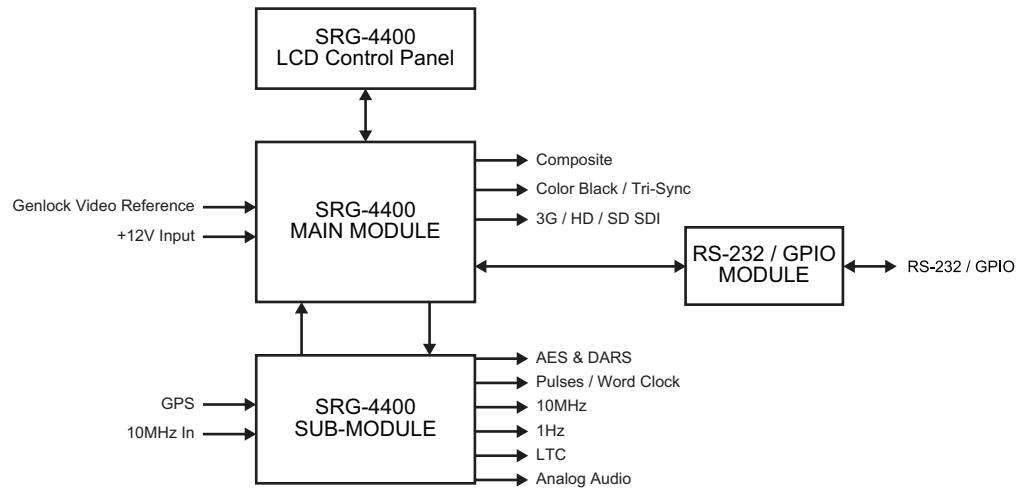 SRG-4400
LCD Control Panel
Genlock Video Reference
+12V Input
SRG-4400
MAIN MODULE
Composite
Color Black / Tri-Sync
3G / HD / SD SDI
RS-232 / GPIO
MODULE
RS-232 / GPIO
GPS
10MHz In
SRG-4400
SUB-MODULE
AES & DARS
Pulses / Word Clock
10MHz
1Hz
LTC
Analog Audio